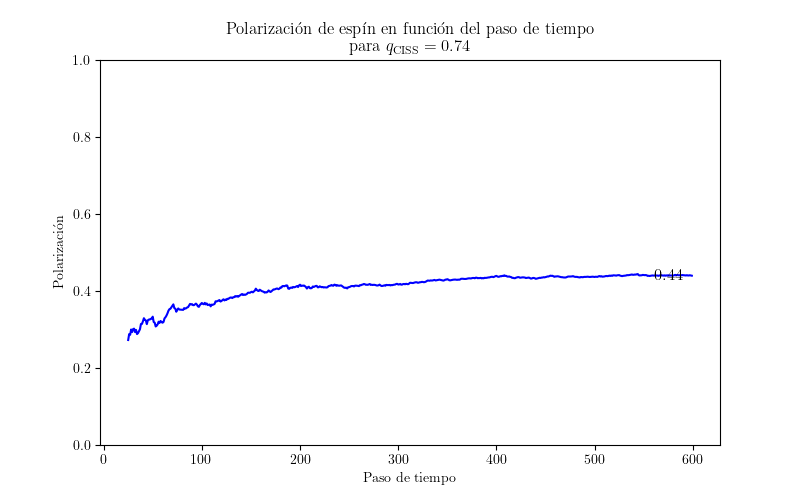 Polarización de espín en función del paso de tiempo
para q_CISS = 0.74
1.0
0.8
0.6
0.4
0.2
0.0
Polarización
0.44
0 100 200 300 400 500 600
Paso de tiempo